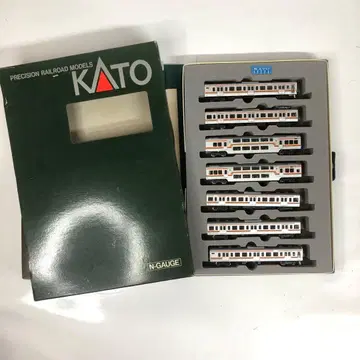 PRECISION RAILROAD MODELS
KATO
N-GAUGE